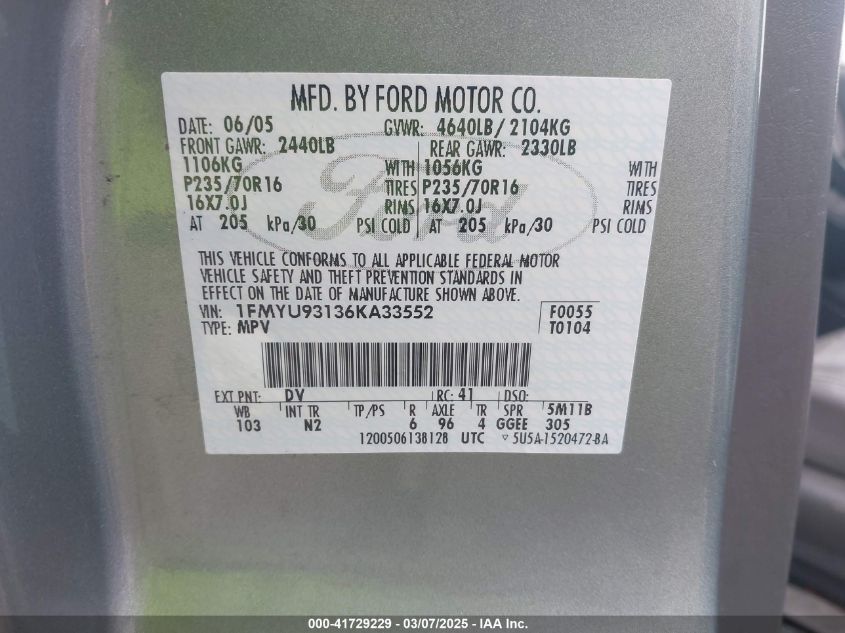 MFD. BY FORD MOTOR CO.
DATE: 06/05 GVWR: 4640LB/ 2104KG
FRONT GAWR: 2440LB REAR GAWR: 2330LB
1106KG WITH 1056KG WITH
P235/70R16 TIRES P235/70R16 TIRES
16X7.0J RIMS 16X7.0J RIMS
AT 205 kPa/30 PSI COLD AT 205 kPa/30 PSI COLD
Ford
THIS VEHICLE CONFORMS TO ALL APPLICABLE FEDERAL MOTOR
VEHICLE SAFETY AND THEFT PREVENTION STANDARDS IN
EFFECT ON THE DATE OF MANUFACTURE SHOWN ABOVE.
VIN: 1FMYU93136KA33552 F0055
TYPE: MPV T0104
EXT PNT: DV RC: 41 DSO:
WB INT TR TP/PS R AXLE TR SPR 5M11B
103 N2 6 96 4 GGEE 305
1200506138128 UTC ▿ 5U5A-1520472-BA
000-41729229 - 03/07/2025 - IAA Inc.